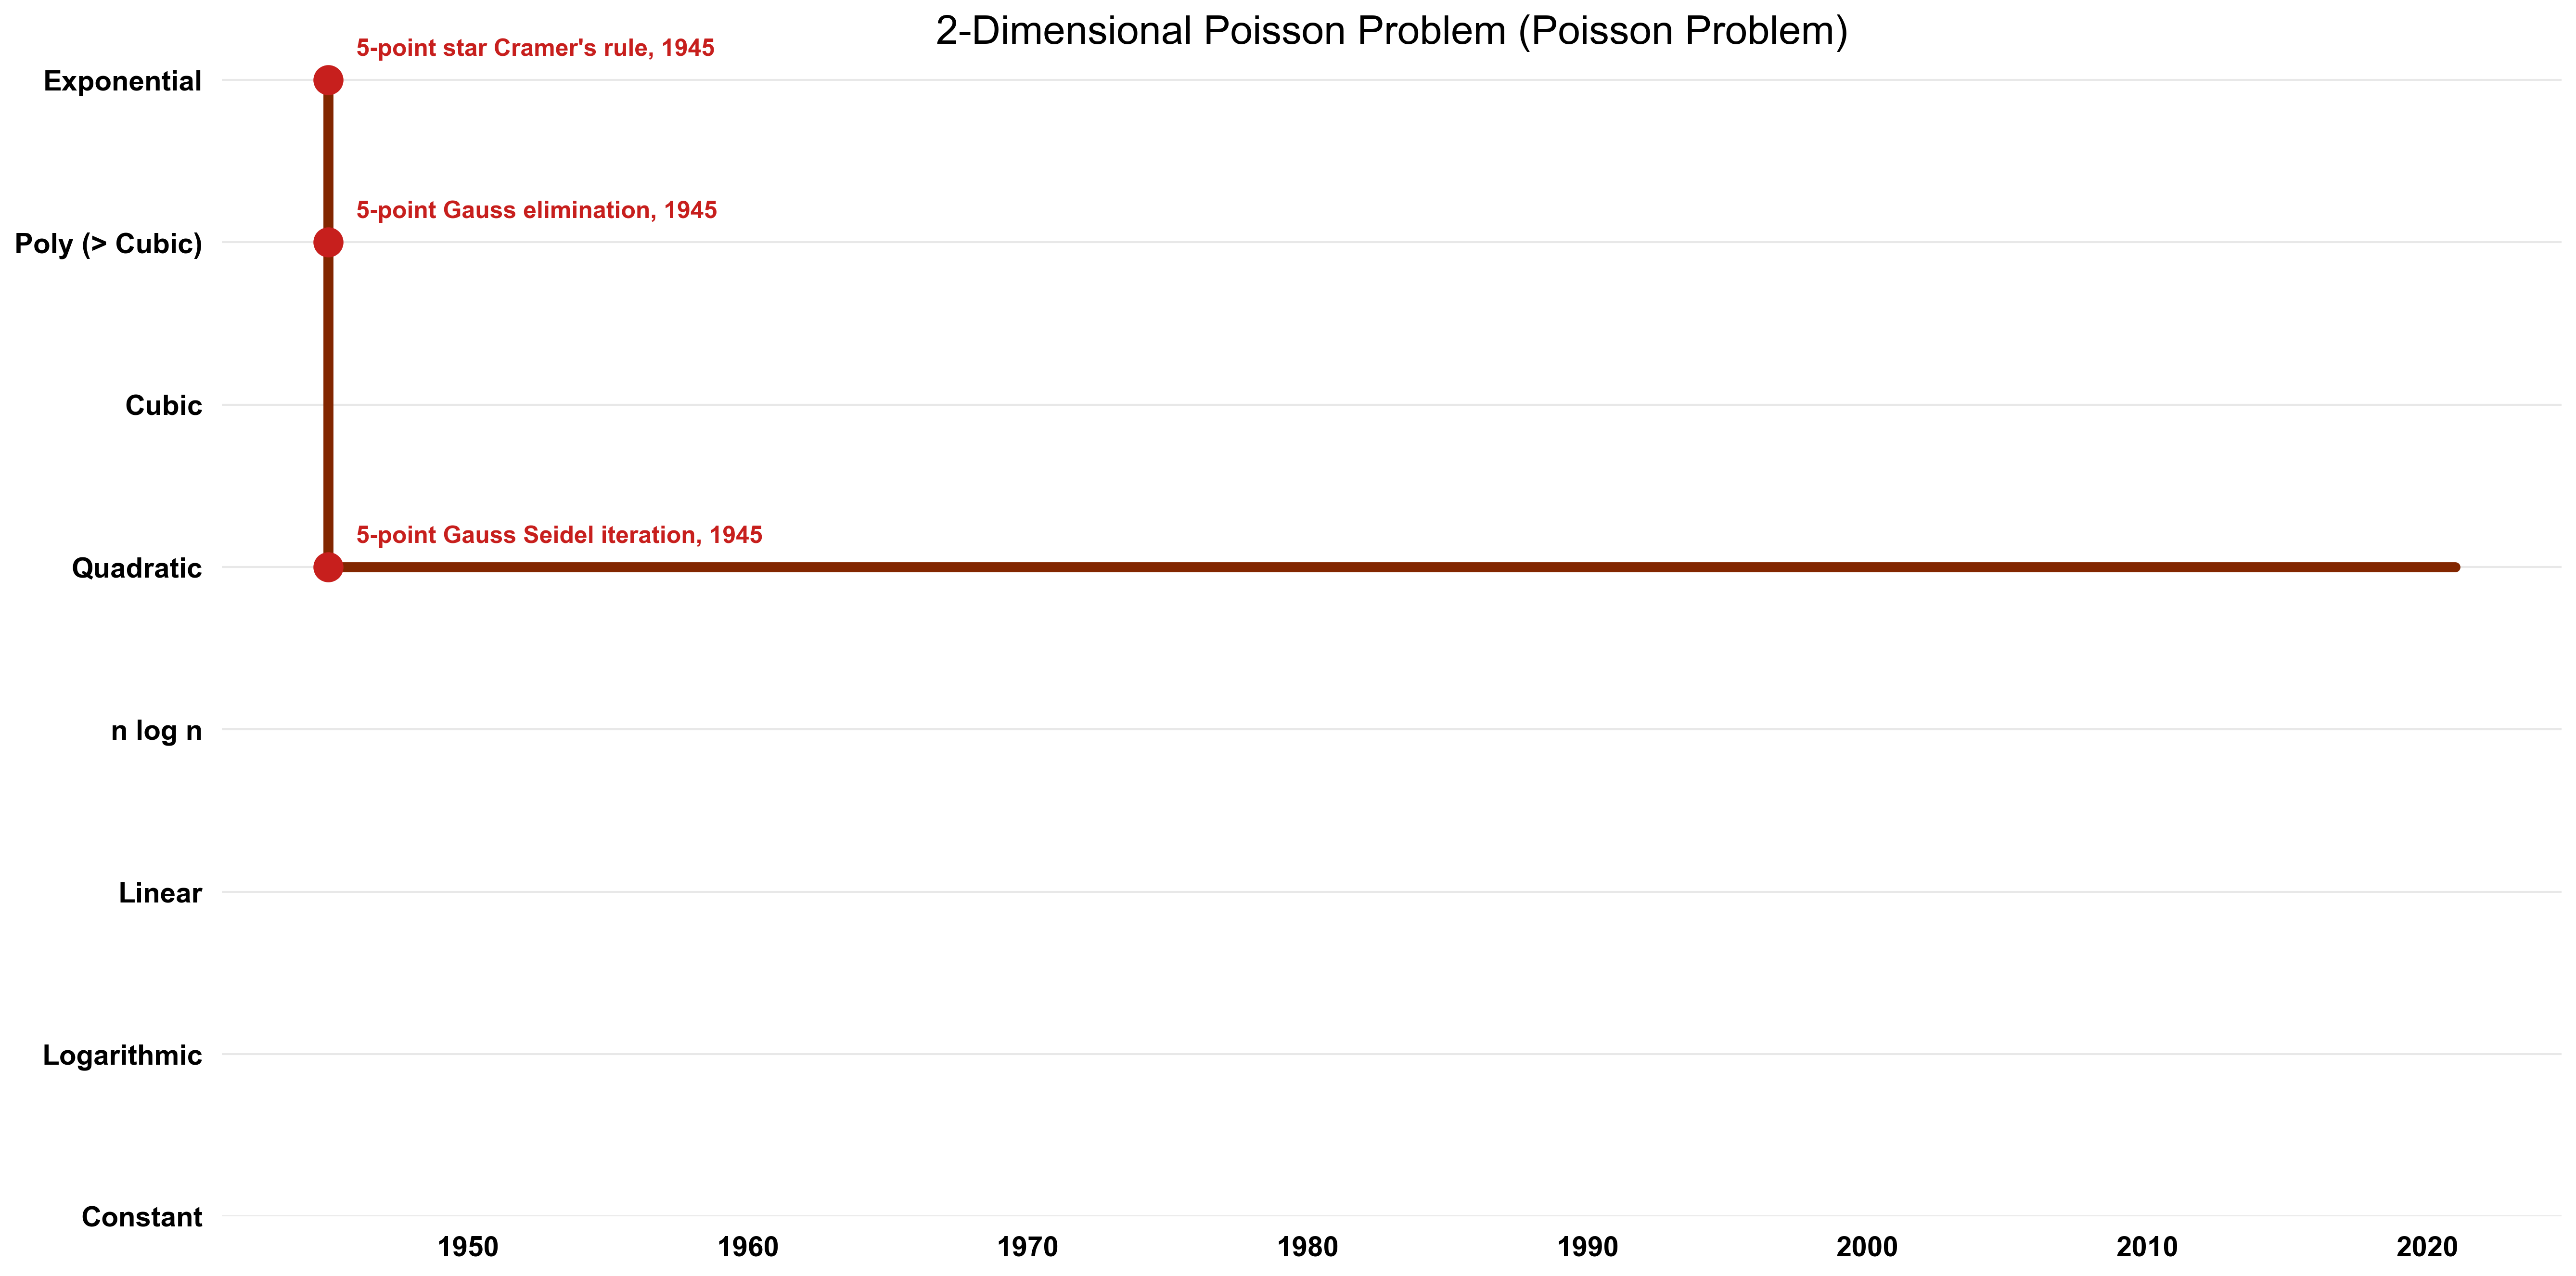 2-Dimensional Poisson Problem (Poisson Problem)
5-point star Cramer's rule, 1945
Exponential
5-point Gauss elimination, 1945
Poly (> Cubic)
Cubic
5-point Gauss Seidel iteration, 1945
Quadratic
n log n
Linear
Logarithmic
Constant
1950 1960 1970 1980 1990 2000 2010 2020